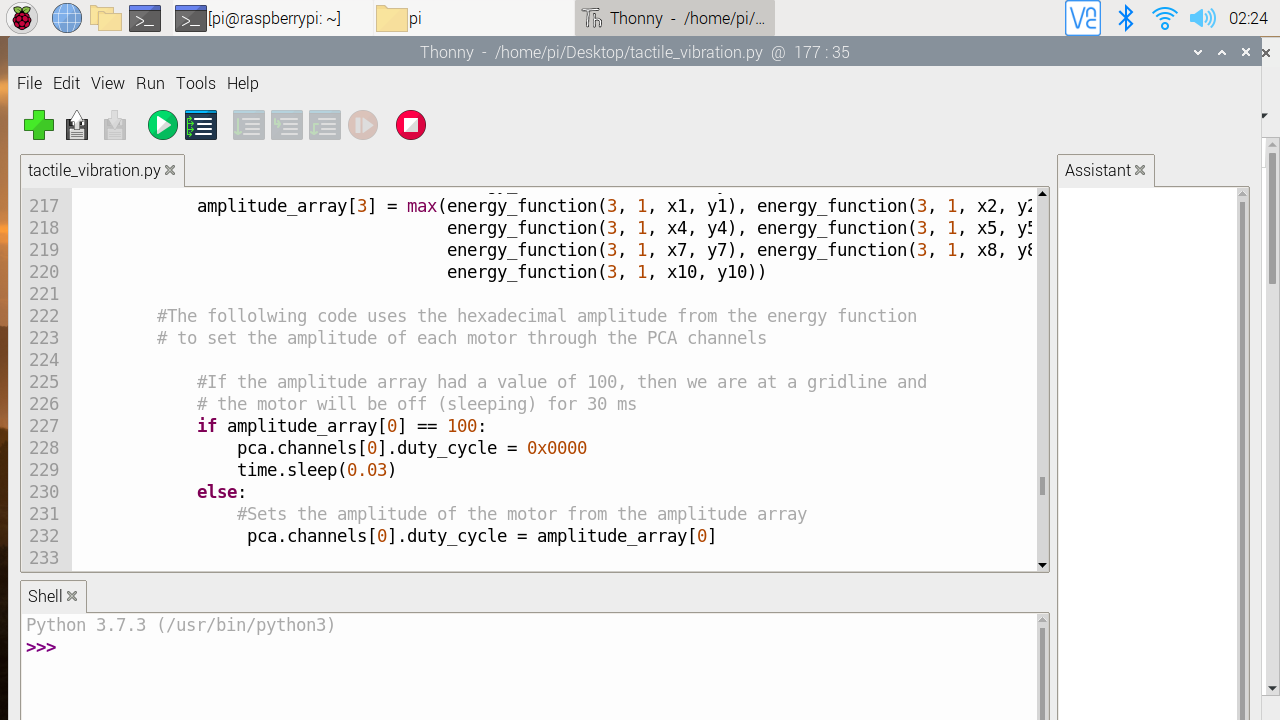 [pi@raspberrypi: ~]
pi
Thonny - /home/pi/...
02:24
Thonny - /home/pi/Desktop/tactile_vibration.py @ 177 : 35
File Edit View Run Tools Help
tactile_vibration.py
Assistant
217 amplitude_array[3] = max(energy_function(3, 1, x1, y1), energy_function(3, 1, x2, y2
218 energy_function(3, 1, x4, y4), energy_function(3, 1, x5, y5
219 energy_function(3, 1, x7, y7), energy_function(3, 1, x8, y8
220 energy_function(3, 1, x10, y10))
221
222 #The follolwing code uses the hexadecimal amplitude from the energy function
223 # to set the amplitude of each motor through the PCA channels
224
225 #If the amplitude array had a value of 100, then we are at a gridline and
226 # the motor will be off (sleeping) for 30 ms
227 if amplitude_array[0] == 100:
228 pca.channels[0].duty_cycle = 0x0000
229 time.sleep(0.03)
230 else:
231 #Sets the amplitude of the motor from the amplitude array
232 pca.channels[0].duty_cycle = amplitude_array[0]
233
Shell
Python 3.7.3 (/usr/bin/python3)
>>>